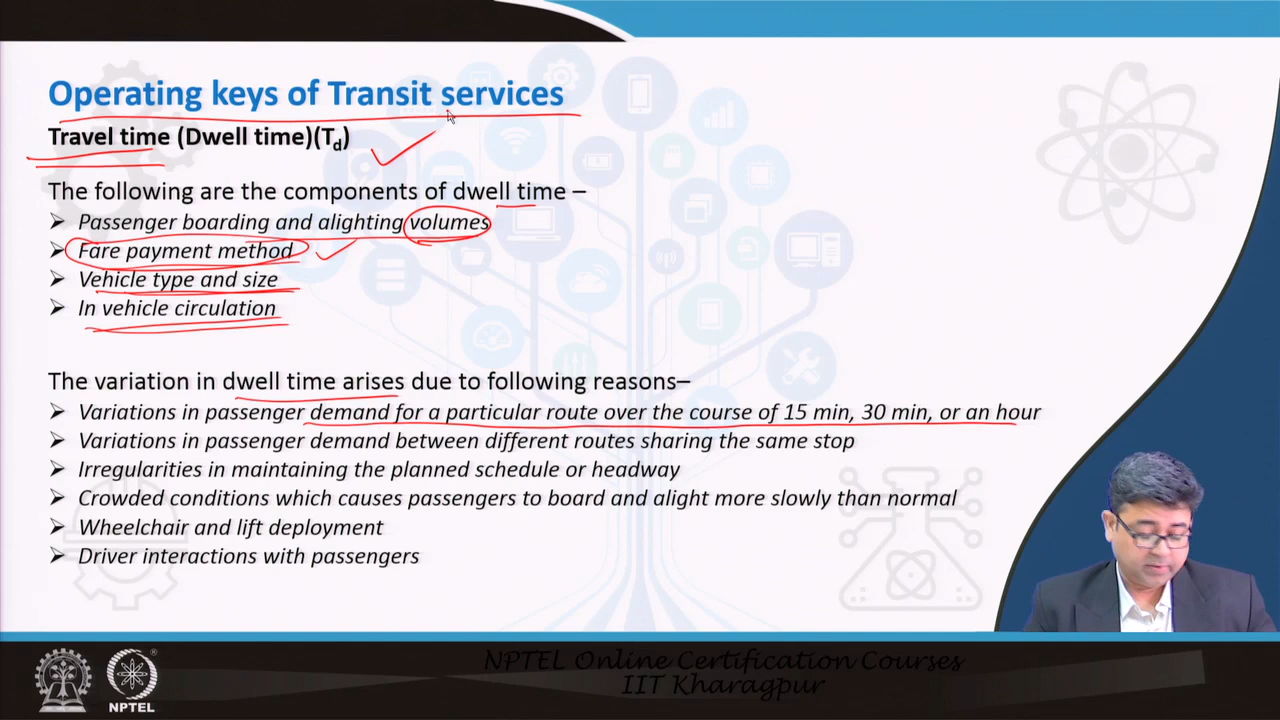 Operating keys of Transit services
Travel time (Dwell time)(Td)
The following are the components of dwell time –
➢ Passenger boarding and alighting volumes
➢ Fare payment method
➢ Vehicle type and size
➢ In vehicle circulation
The variation in dwell time arises due to following reasons–
➢ Variations in passenger demand for a particular route over the course of 15 min, 30 min, or an hour
➢ Variations in passenger demand between different routes sharing the same stop
➢ Irregularities in maintaining the planned schedule or headway
➢ Crowded conditions which causes passengers to board and alight more slowly than normal
➢ Wheelchair and lift deployment
➢ Driver interactions with passengers
NPTEL Online Certification Courses
IIT Kharagpur
NPTEL